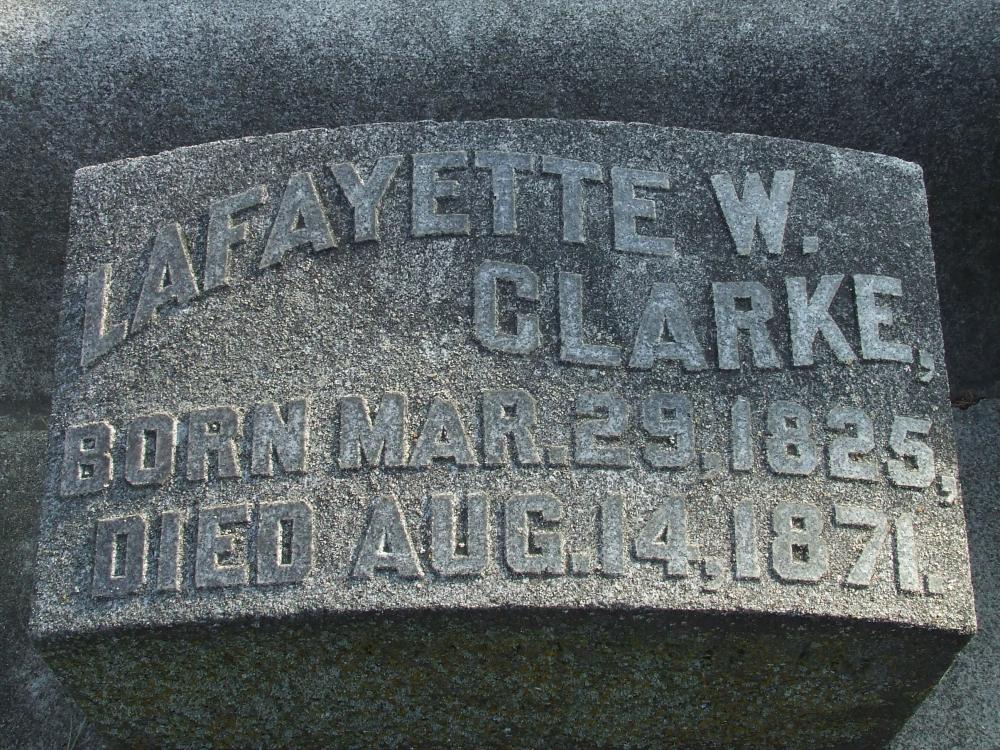 LAFAYETTE W.
CLARKE,
BORN MAR. 29, 1825,
DIED AUG. 14, 1871.